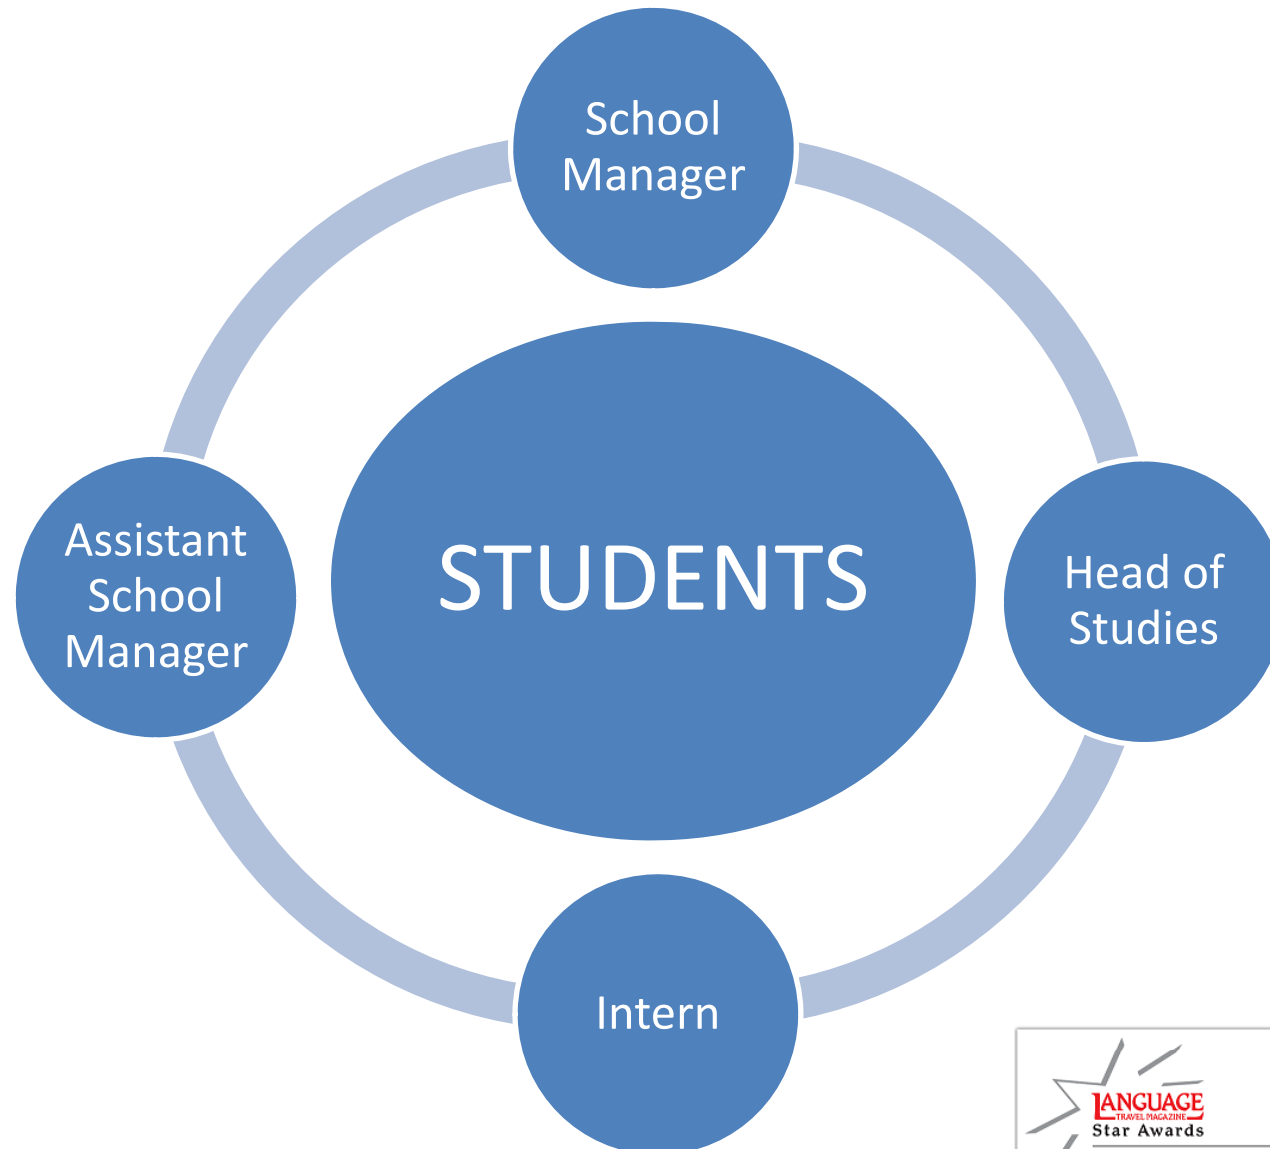 School
Manager
Assistant
School
Manager
STUDENTS
Head of
Studies
Intern
LANGUAGE
TRAVEL MAGAZINE
Star Awards